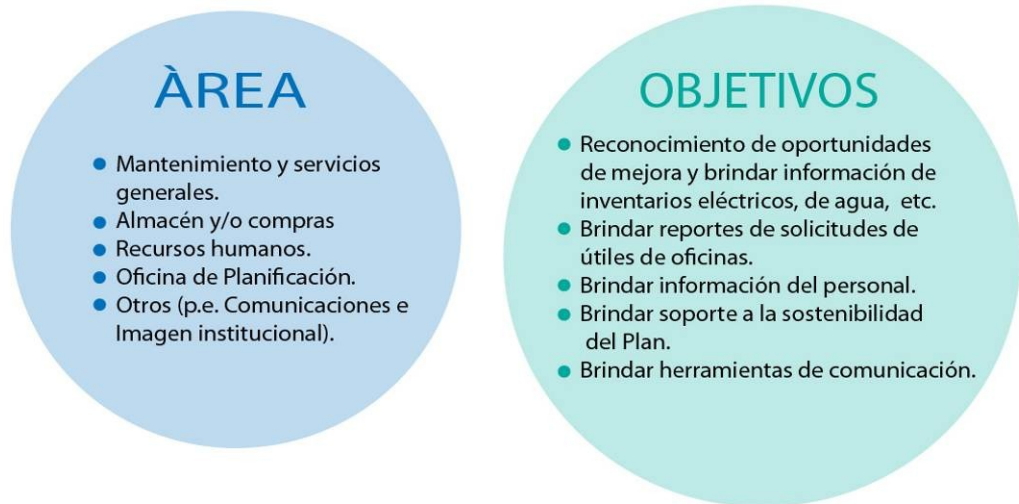 ÀREA
Mantenimiento y servicios
generales.
Almacén y/o compras
Recursos humanos.
Oficina de Planificación.
Otros (p.e. Comunicaciones e
Imagen institucional).
OBJETIVOS
Reconocimiento de oportunidades
de mejora y brindar información de
inventarios eléctricos, de agua, etc.
Brindar reportes de solicitudes de
útiles de oficinas.
Brindar información del personal.
Brindar soporte a la sostenibilidad
del Plan.
Brindar herramientas de comunicación.